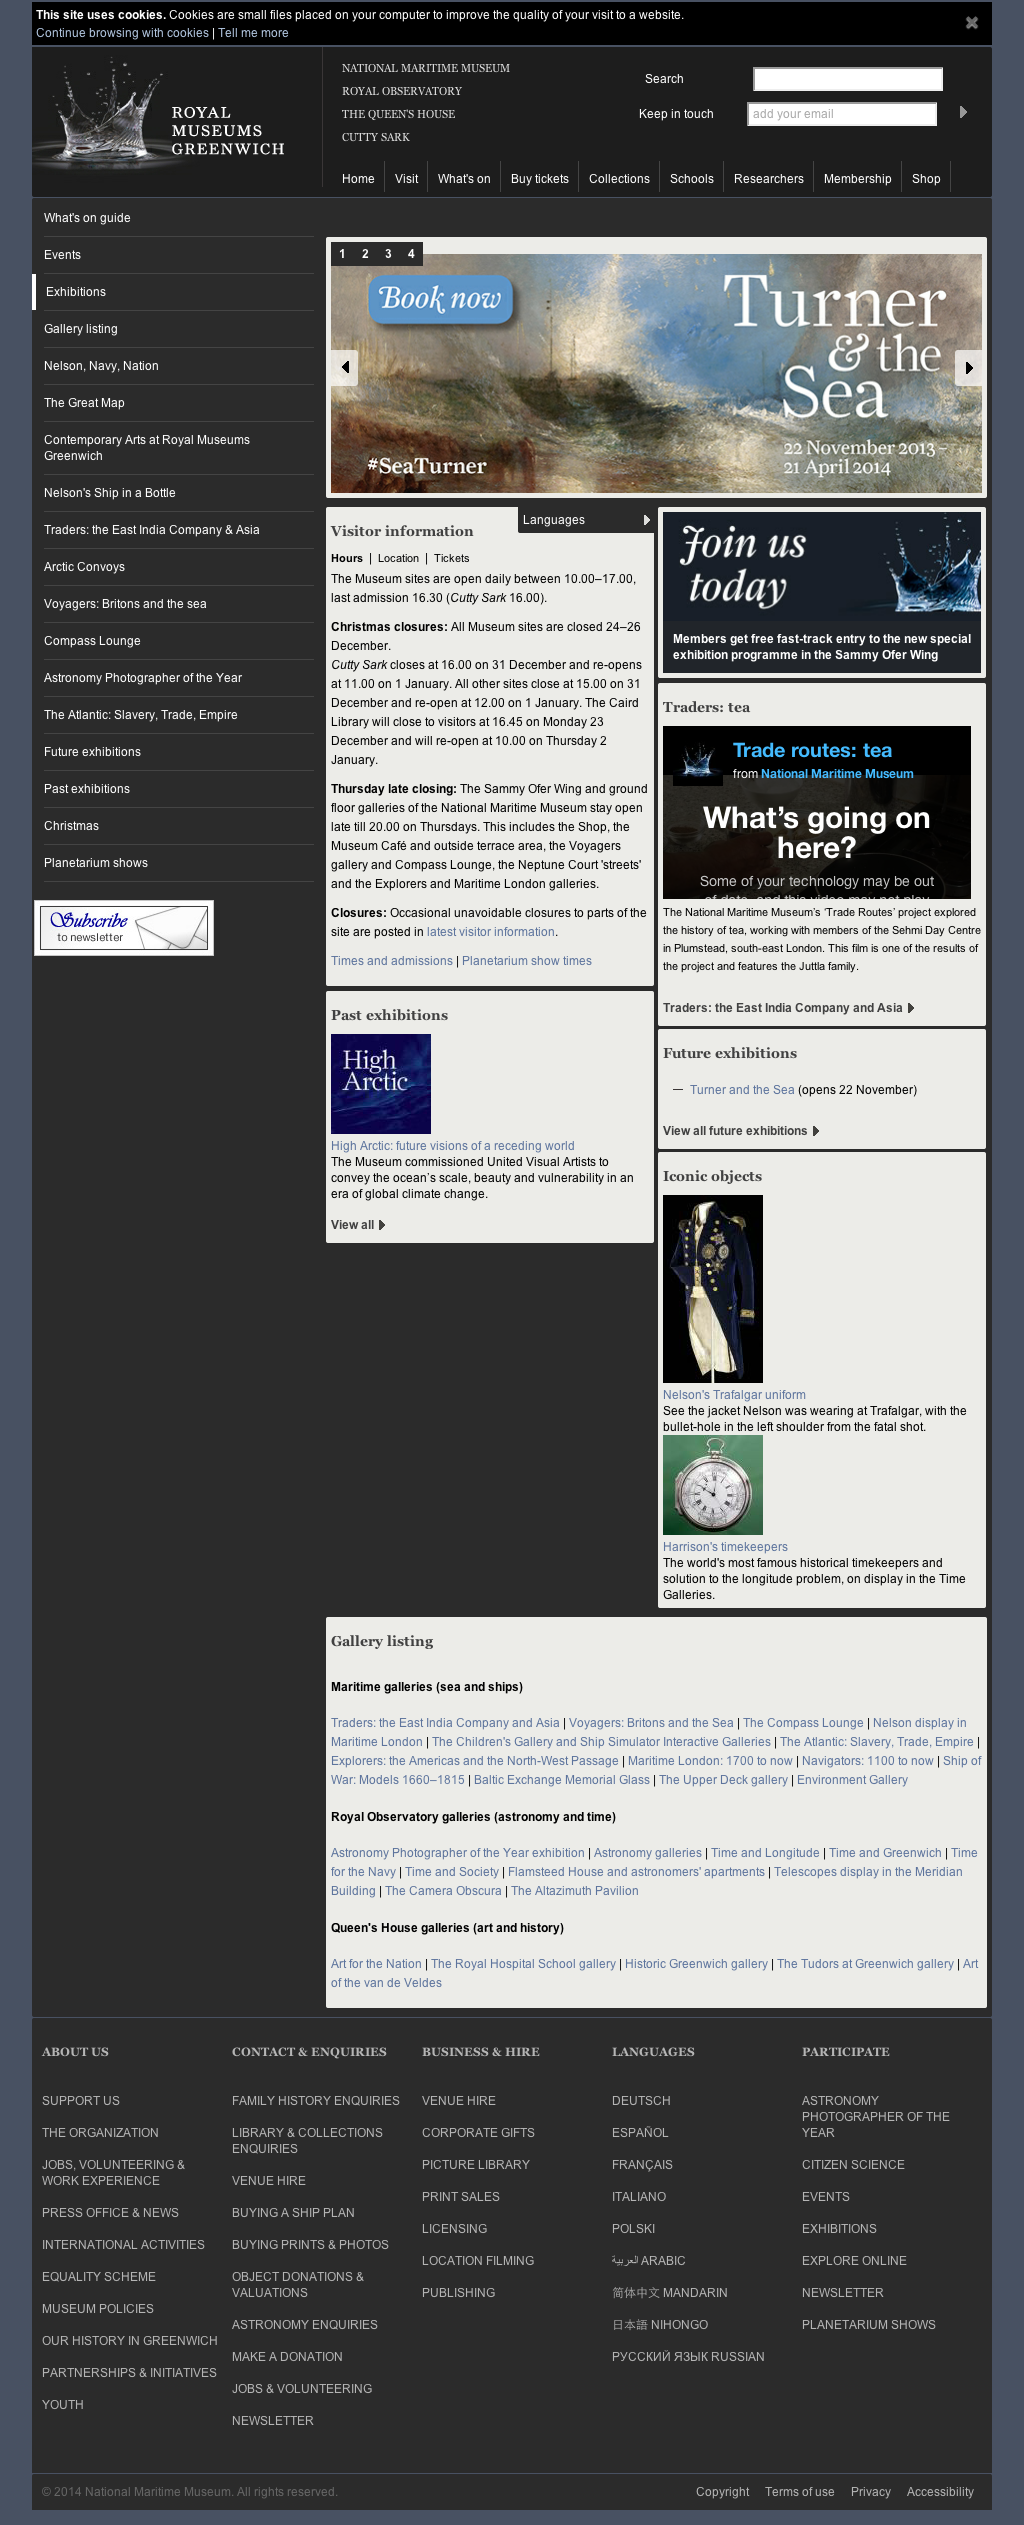 This site uses cookies. Cookies are small files placed on your computer to improve the quality of your visit to a website.
Continue browsing with cookies | Tell me more
ROYAL
MUSEUMS
GREENWICH
NATIONAL MARITIME MUSEUM
ROYAL OBSERVATORY
THE QUEEN'S HOUSE
CUTTY SARK
Search
Keep in touch add your email
Home Visit What's on Buy tickets Collections Schools Researchers Membership Shop
What's on guide
Events
Exhibitions
Gallery listing
Nelson, Navy, Nation
The Great Map
Contemporary Arts at Royal Museums
Greenwich
Nelson's Ship in a Bottle
Traders: the East India Company & Asia
Arctic Convoys
Voyagers: Britons and the sea
Compass Lounge
Astronomy Photographer of the Year
The Atlantic: Slavery, Trade, Empire
Future exhibitions
Past exhibitions
Christmas
Planetarium shows
Subscribe
to newsletter
1 2 3 4
Book now
Turner
& the
Sea
22 November 2013 –
21 April 2014
#SeaTurner
Visitor information
Languages
Hours | Location | Tickets
The Museum sites are open daily between 10.00–17.00,
last admission 16.30 (Cutty Sark 16.00).
Christmas closures: All Museum sites are closed 24–26
December.
Cutty Sark closes at 16.00 on 31 December and re-opens
at 11.00 on 1 January. All other sites close at 15.00 on 31
December and re-open at 12.00 on 1 January. The Caird
Library will close to visitors at 16.45 on Monday 23
December and will re-open at 10.00 on Thursday 2
January.
Thursday late closing: The Sammy Ofer Wing and ground
floor galleries of the National Maritime Museum stay open
late till 20.00 on Thursdays. This includes the Shop, the
Museum Café and outside terrace area, the Voyagers
gallery and Compass Lounge, the Neptune Court 'streets'
and the Explorers and Maritime London galleries.
Closures: Occasional unavoidable closures to parts of the
site are posted in latest visitor information.
Times and admissions | Planetarium show times
Past exhibitions
High
Arctic
High Arctic: future visions of a receding world
The Museum commissioned United Visual Artists to
convey the ocean's scale, beauty and vulnerability in an
era of global climate change.
View all
Join us
today
Members get free fast-track entry to the new special
exhibition programme in the Sammy Ofer Wing
Traders: tea
Trade routes: tea
from National Maritime Museum
What's going on
here?
Some of your technology may be out
of date, and this video may not play
The National Maritime Museum's 'Trade Routes' project explored
the history of tea, working with members of the Sehmi Day Centre
in Plumstead, south-east London. This film is one of the results of
the project and features the Juttla family.
Traders: the East India Company and Asia
Future exhibitions
— Turner and the Sea (opens 22 November)
View all future exhibitions
Iconic objects
Nelson's Trafalgar uniform
See the jacket Nelson was wearing at Trafalgar, with the
bullet-hole in the left shoulder from the fatal shot.
Harrison's timekeepers
The world's most famous historical timekeepers and
solution to the longitude problem, on display in the Time
Galleries.
Gallery listing
Maritime galleries (sea and ships)
Traders: the East India Company and Asia | Voyagers: Britons and the Sea | The Compass Lounge | Nelson display in
Maritime London | The Children's Gallery and Ship Simulator Interactive Galleries | The Atlantic: Slavery, Trade, Empire |
Explorers: the Americas and the North-West Passage | Maritime London: 1700 to now | Navigators: 1100 to now | Ship of
War: Models 1660–1815 | Baltic Exchange Memorial Glass | The Upper Deck gallery | Environment Gallery
Royal Observatory galleries (astronomy and time)
Astronomy Photographer of the Year exhibition | Astronomy galleries | Time and Longitude | Time and Greenwich | Time
for the Navy | Time and Society | Flamsteed House and astronomers' apartments | Telescopes display in the Meridian
Building | The Camera Obscura | The Altazimuth Pavilion
Queen's House galleries (art and history)
Art for the Nation | The Royal Hospital School gallery | Historic Greenwich gallery | The Tudors at Greenwich gallery | Art
of the van de Veldes
ABOUT US
SUPPORT US
THE ORGANIZATION
JOBS, VOLUNTEERING &
WORK EXPERIENCE
PRESS OFFICE & NEWS
INTERNATIONAL ACTIVITIES
EQUALITY SCHEME
MUSEUM POLICIES
OUR HISTORY IN GREENWICH
PARTNERSHIPS & INITIATIVES
YOUTH
CONTACT & ENQUIRIES
FAMILY HISTORY ENQUIRIES
LIBRARY & COLLECTIONS
ENQUIRIES
VENUE HIRE
BUYING A SHIP PLAN
BUYING PRINTS & PHOTOS
OBJECT DONATIONS &
VALUATIONS
ASTRONOMY ENQUIRIES
MAKE A DONATION
JOBS & VOLUNTEERING
NEWSLETTER
BUSINESS & HIRE
VENUE HIRE
CORPORATE GIFTS
PICTURE LIBRARY
PRINT SALES
LICENSING
LOCATION FILMING
PUBLISHING
LANGUAGES
DEUTSCH
ESPAÑOL
FRANÇAIS
ITALIANO
POLSKI
العربية ARABIC
简体中文 MANDARIN
日本語 NIHONGO
РУССКИЙ ЯЗЫК RUSSIAN
PARTICIPATE
ASTRONOMY
PHOTOGRAPHER OF THE
YEAR
CITIZEN SCIENCE
EVENTS
EXHIBITIONS
EXPLORE ONLINE
NEWSLETTER
PLANETARIUM SHOWS
© 2014 National Maritime Museum. All rights reserved.
Copyright Terms of use Privacy Accessibility